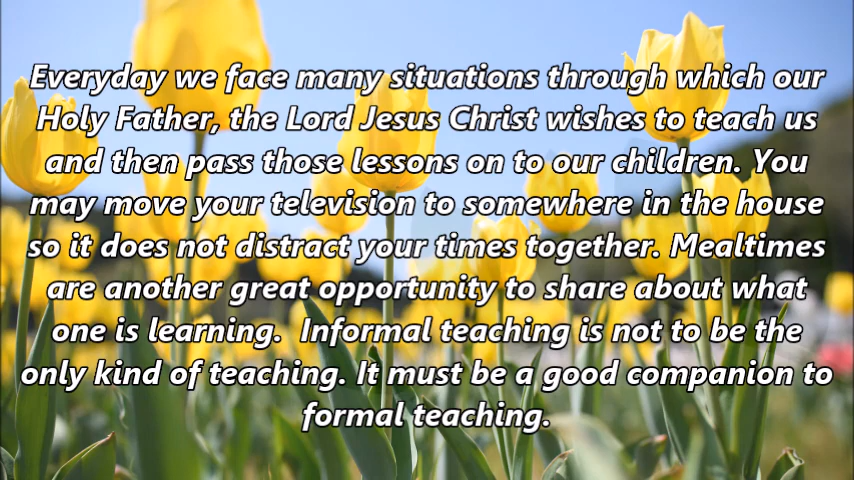 Everyday we face many situations through which our
Holy Father, the Lord Jesus Christ wishes to teach us
and then pass those lessons on to our children. You
may move your television to somewhere in the house
so it does not distract your times together. Mealtimes
are another great opportunity to share about what
one is learning.  Informal teaching is not to be the
only kind of teaching. It must be a good companion to
formal teaching.